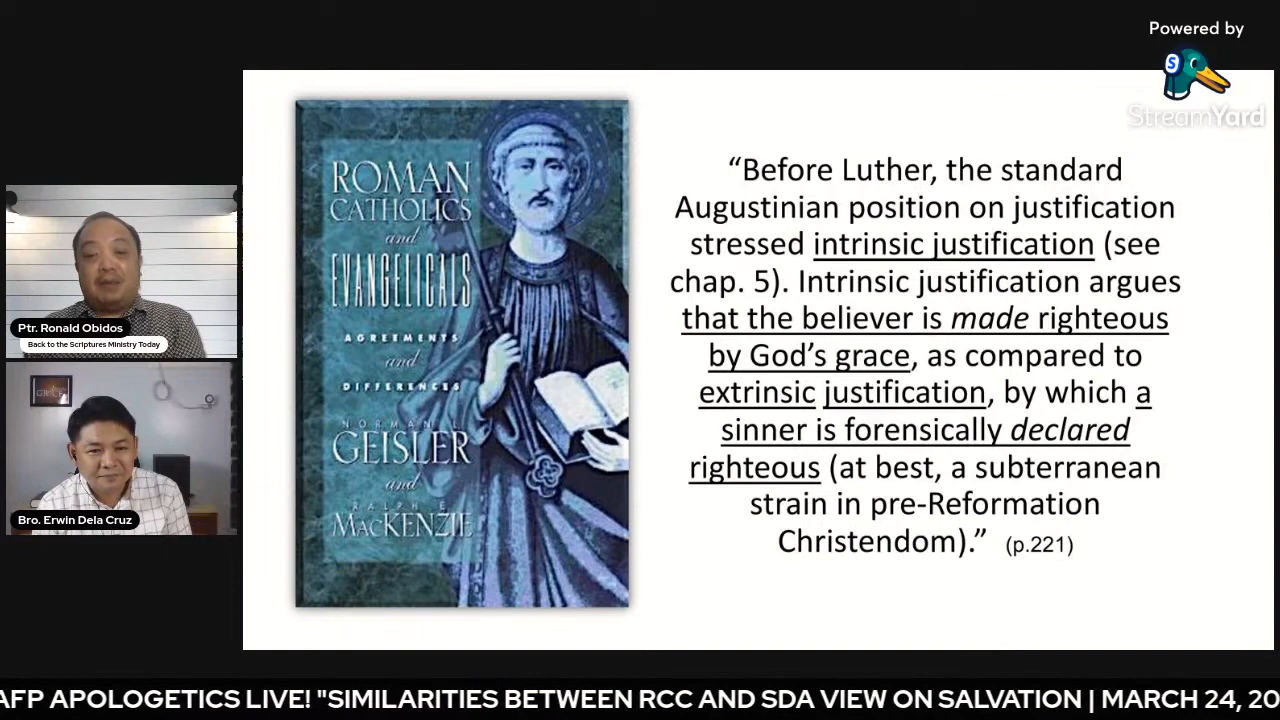 Powered by
S
StreamYard
ROMAN
CATHOLICS
and
EVANGELICALS
AGREEMENTS
and
DIFFERENCES
NORMAN L.
GEISLER
and
RALPH E.
MACKENZIE
“Before Luther, the standard
Augustinian position on justification
stressed intrinsic justification (see
chap. 5). Intrinsic justification argues
that the believer is made righteous
by God’s grace, as compared to
extrinsic justification, by which a
sinner is forensically declared
righteous (at best, a subterranean
strain in pre-Reformation
Christendom).” (p.221)
Ptr. Ronald Obidos
Back to the Scriptures Ministry Today
Bro. Erwin Dela Cruz
AFP APOLOGETICS LIVE! "SIMILARITIES BETWEEN RCC AND SDA VIEW ON SALVATION | MARCH 24, 20